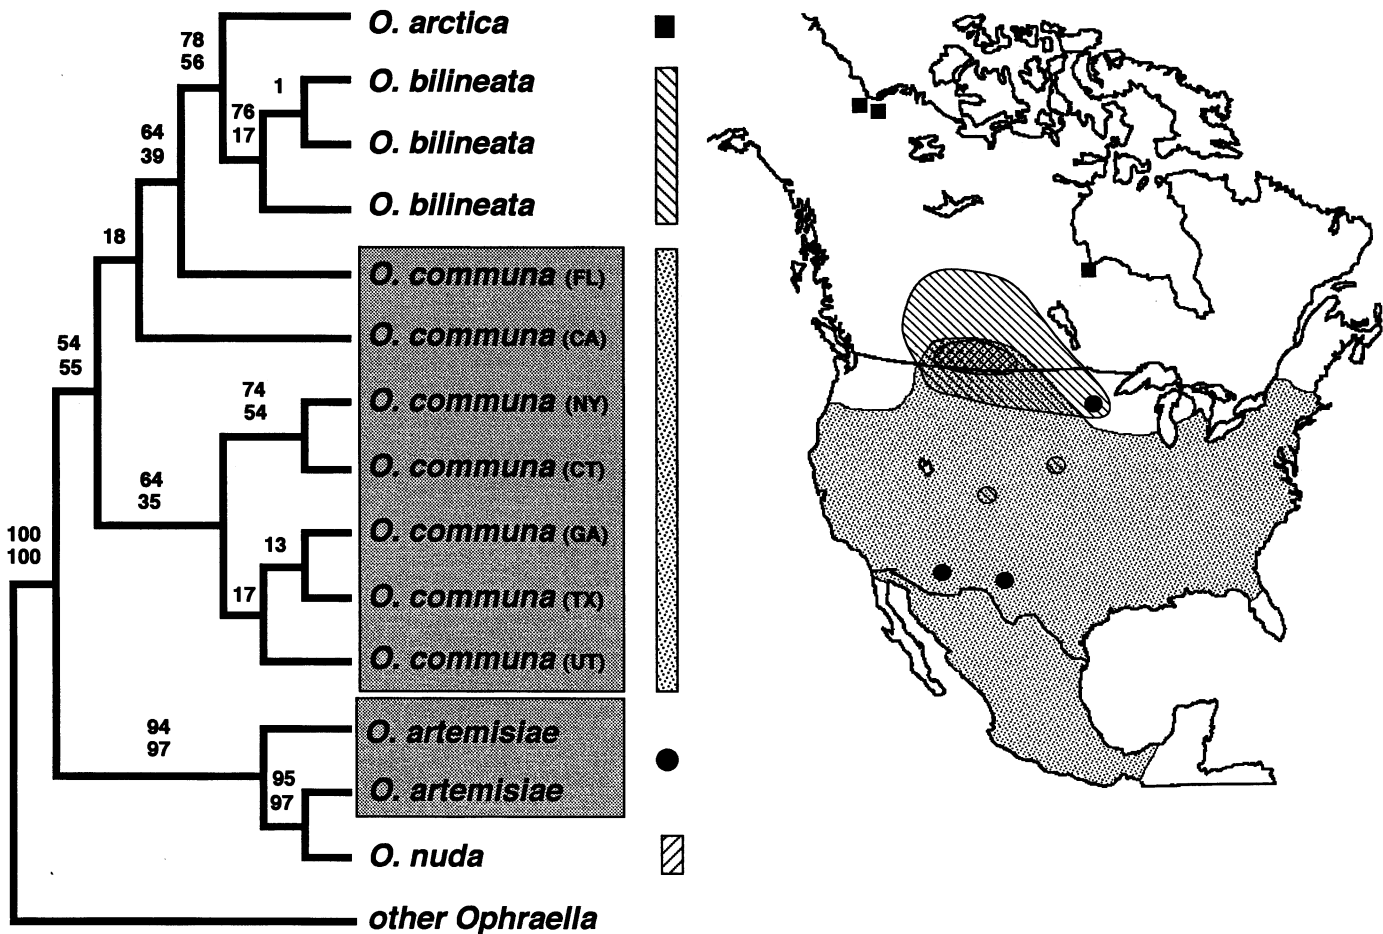 O. arctica
78
56
O. bilineata
1
76
17
64
39
O. bilineata
O. bilineata
18
O. communa (FL)
O. communa (CA)
54
55
74
54
O. communa (NY)
O. communa (CT)
64
35
O. communa (GA)
100
100
13
O. communa (TX)
17
O. communa (UT)
94
97
O. artemisiae
95
97
O. artemisiae
O. nuda
other Ophraella